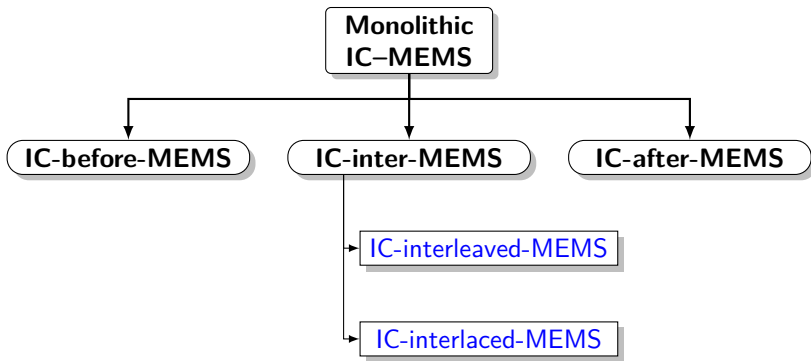 Monolithic
IC–MEMS
IC-before-MEMS
IC-inter-MEMS
IC-after-MEMS
IC-interleaved-MEMS
IC-interlaced-MEMS